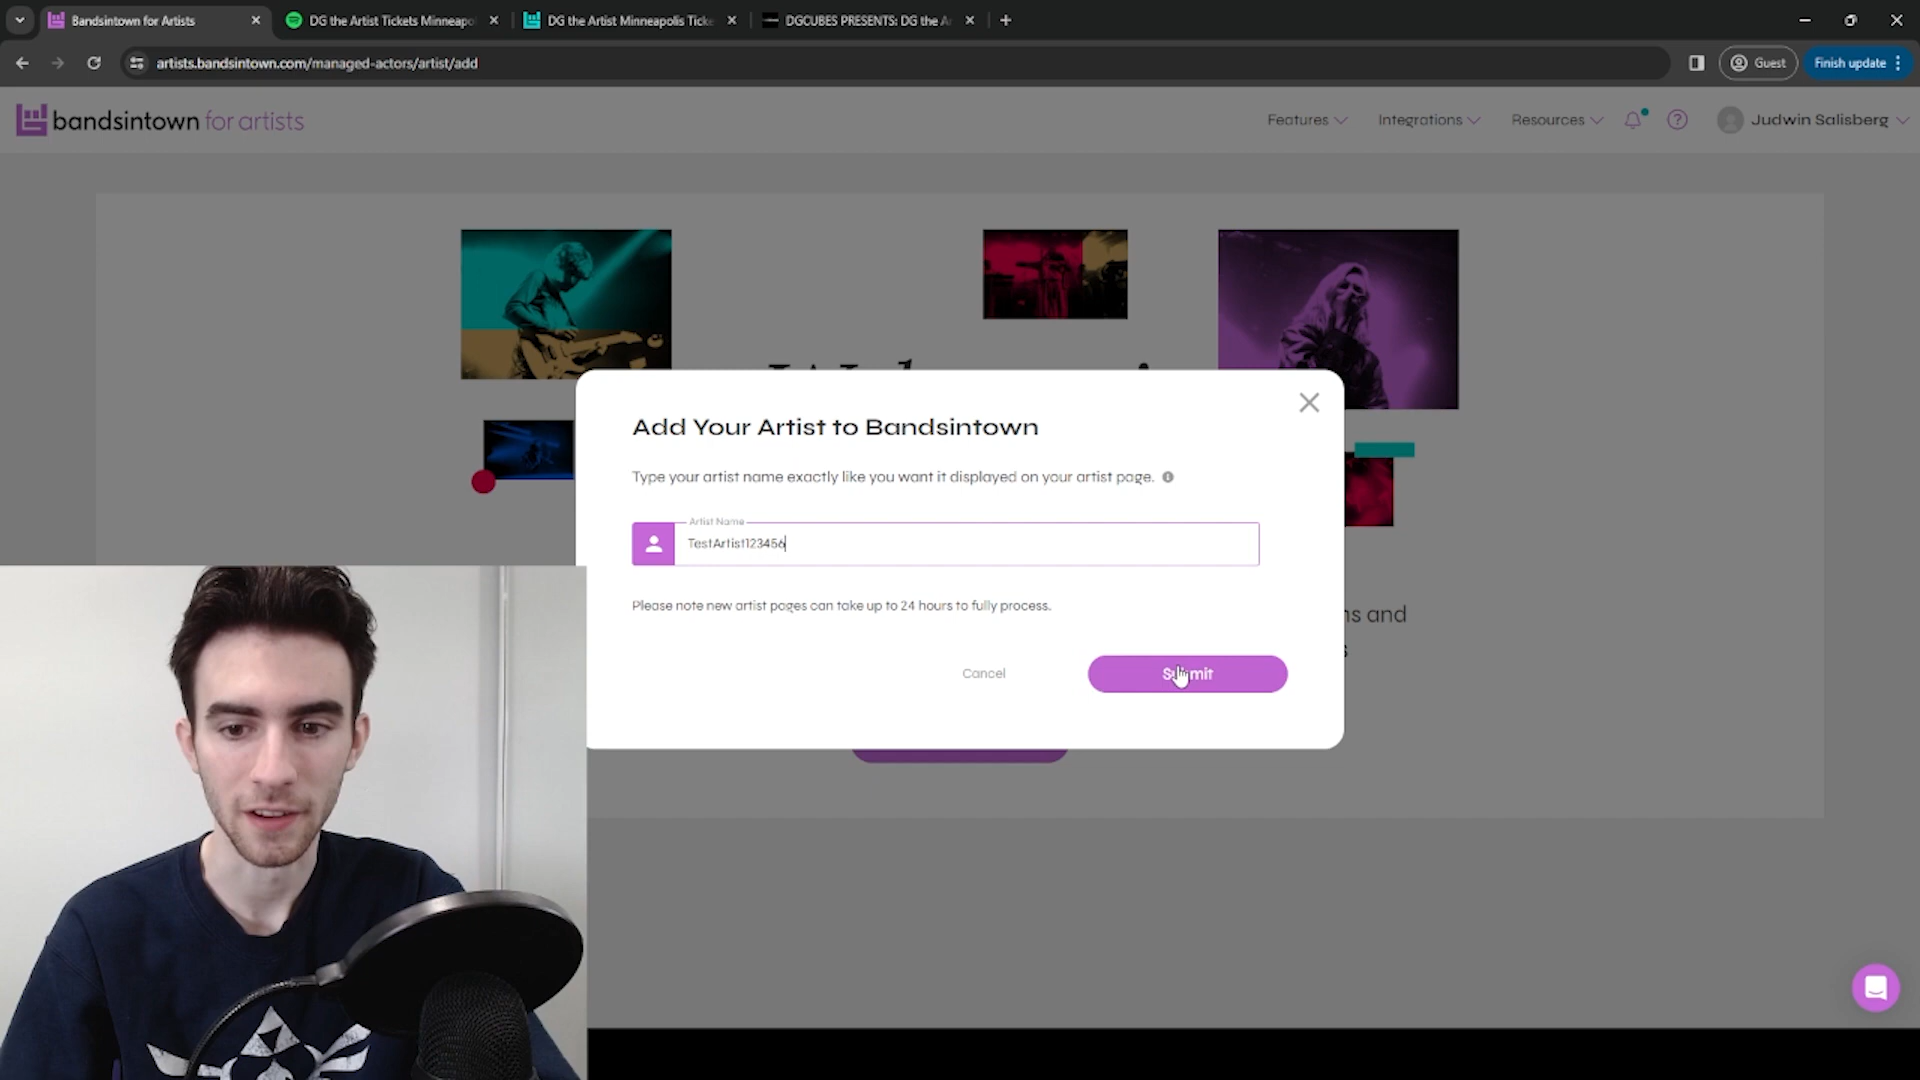 Bandsintown for Artists
DG the Artist Tickets Minneapo
DG the Artist Minneapolis Ticke
DGCUBES PRESENTS: DG the A
artists.bandsintown.com/managed-actors/artist/add
Guest
Finish update
bandsintown for artists
Features
Integrations
Resources
Judwin Salisberg
Add Your Artist to Bandsintown
Type your artist name exactly like you want it displayed on your artist page.
Artist Name
TestArtist123456
Please note new artist pages can take up to 24 hours to fully process.
ns and
s
Cancel
Submit